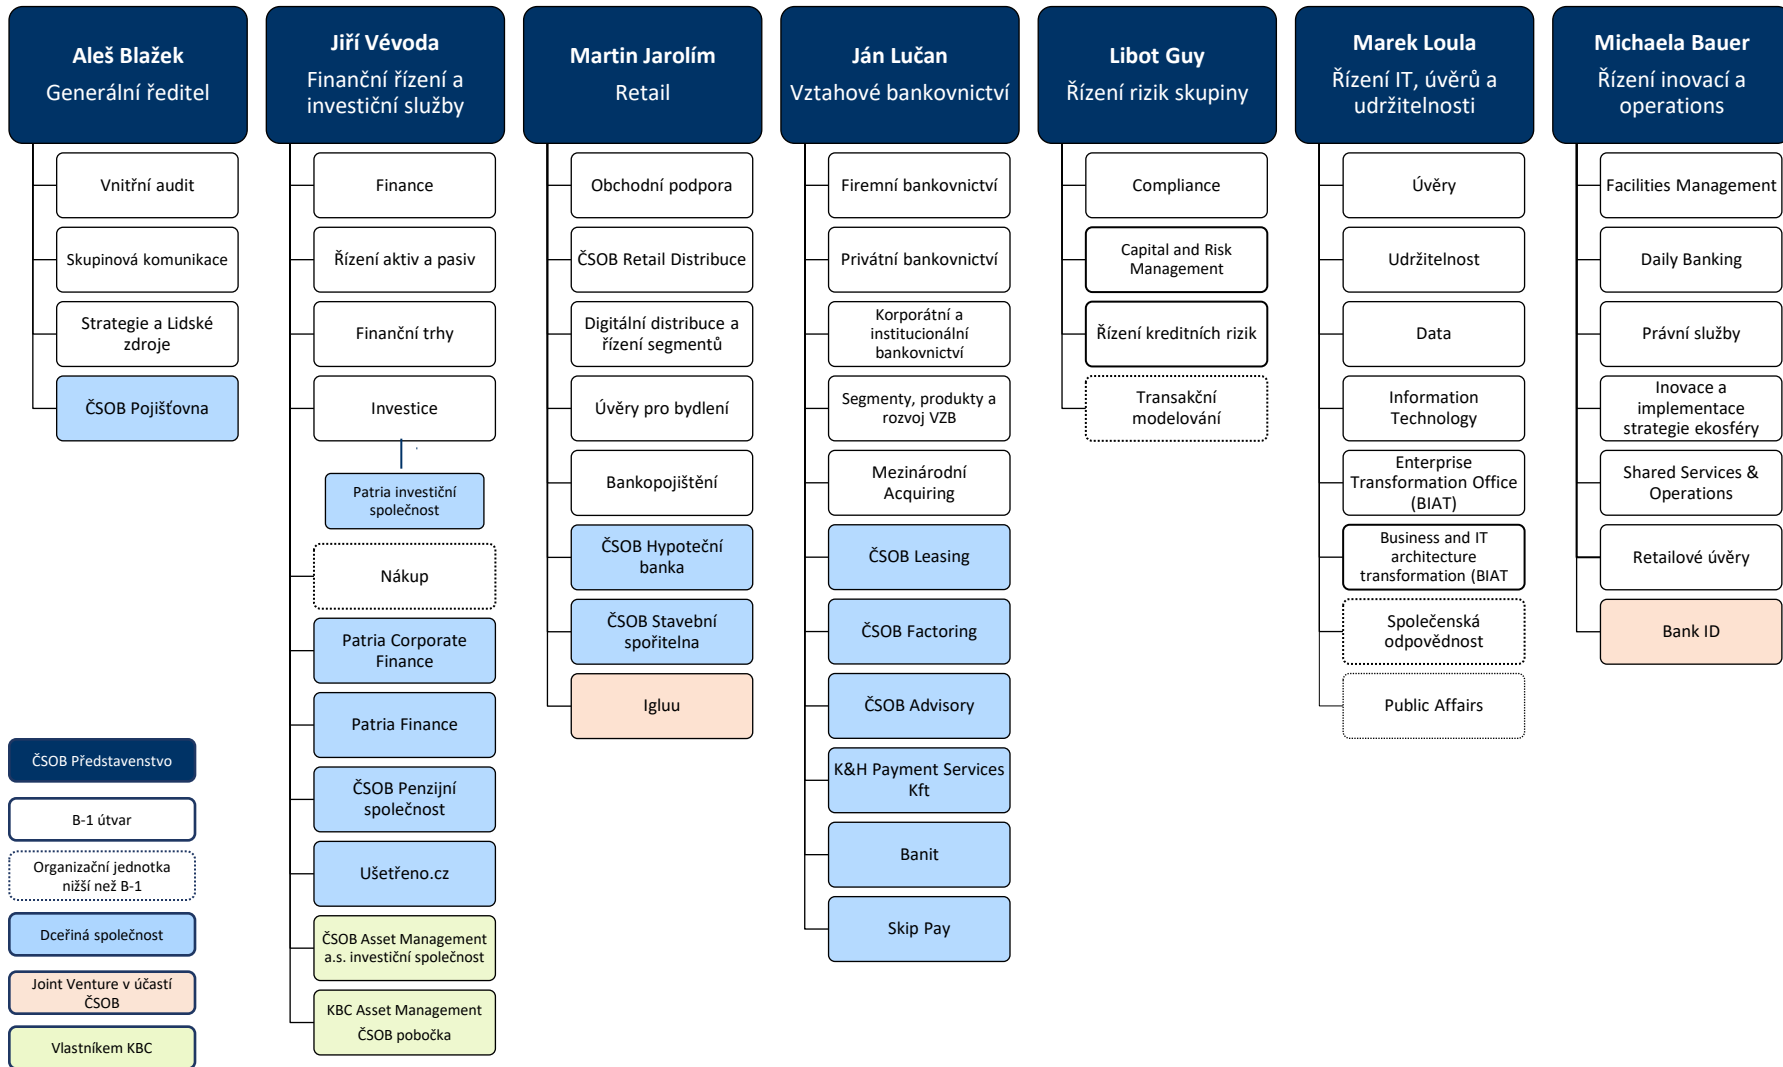 Aleš Blažek
Generální ředitel
Vnitřní audit
Skupinová komunikace
Strategie a Lidské
zdroje
ČSOB Pojišťovna
Jiří Vévoda
Finanční řízení a
investiční služby
Finance
Řízení aktiv a pasiv
Finanční trhy
Investice
Patria investiční
společnost
Nákup
Patria Corporate
Finance
Patria Finance
ČSOB Penzijní
společnost
Ušetřeno.cz
ČSOB Asset Management
a.s. investiční společnost
KBC Asset Management
ČSOB pobočka
Martin Jarolím
Retail
Obchodní podpora
ČSOB Retail Distribuce
Digitální distribuce a
řízení segmentů
Úvěry pro bydlení
Bankopojištění
ČSOB Hypoteční
banka
ČSOB Stavební
spořitelna
Igluu
Ján Lučan
Vztahové bankovnictví
Firemní bankovnictví
Privátní bankovnictví
Korporátní a
institucionální
bankovnictví
Segmenty, produkty a
rozvoj VZB
Mezinárodní
Acquiring
ČSOB Leasing
ČSOB Factoring
ČSOB Advisory
K&H Payment Services
Kft
Banit
Skip Pay
Libot Guy
Řízení rizik skupiny
Compliance
Capital and Risk
Management
Řízení kreditních rizik
Transakční
modelování
Marek Loula
Řízení IT, úvěrů a
udržitelnosti
Úvěry
Udržitelnost
Data
Information
Technology
Enterprise
Transformation Office
(BIAT)
Business and IT
architecture
transformation (BIAT
Společenská
odpovědnost
Public Affairs
Michaela Bauer
Řízení inovací a
operations
Facilities Management
Daily Banking
Právní služby
Inovace a
implementace
strategie ekosféry
Shared Services &
Operations
Retailové úvěry
Bank ID
ČSOB Představenstvo
B-1 útvar
Organizační jednotka
nižší než B-1
Dceřiná společnost
Joint Venture v účastí
ČSOB
Vlastníkem KBC